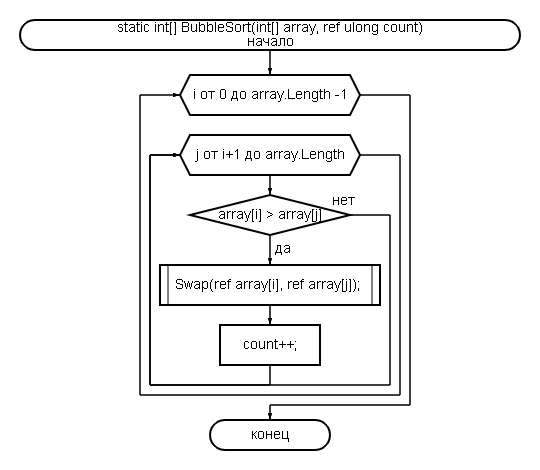 static int[] BubbleSort(int[] array, ref ulong count)
начало
i от 0 до array.Length -1
j от i+1 до array.Length
нет
array[i] > array[j]
да
Swap(ref array[i], ref array[j]);
count++;
конец